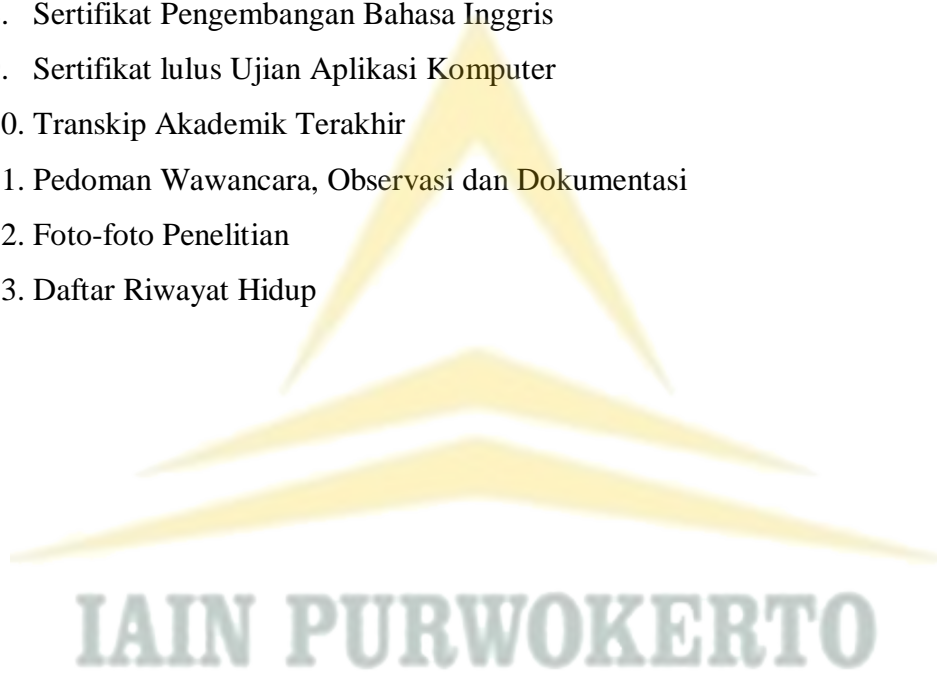 . Sertifikat Pengembangan Bahasa Inggris
. Sertifikat lulus Ujian Aplikasi Komputer
0. Transkip Akademik Terakhir
1. Pedoman Wawancara, Observasi dan Dokumentasi
2. Foto-foto Penelitian
3. Daftar Riwayat Hidup
IAIN PURWOKERTO